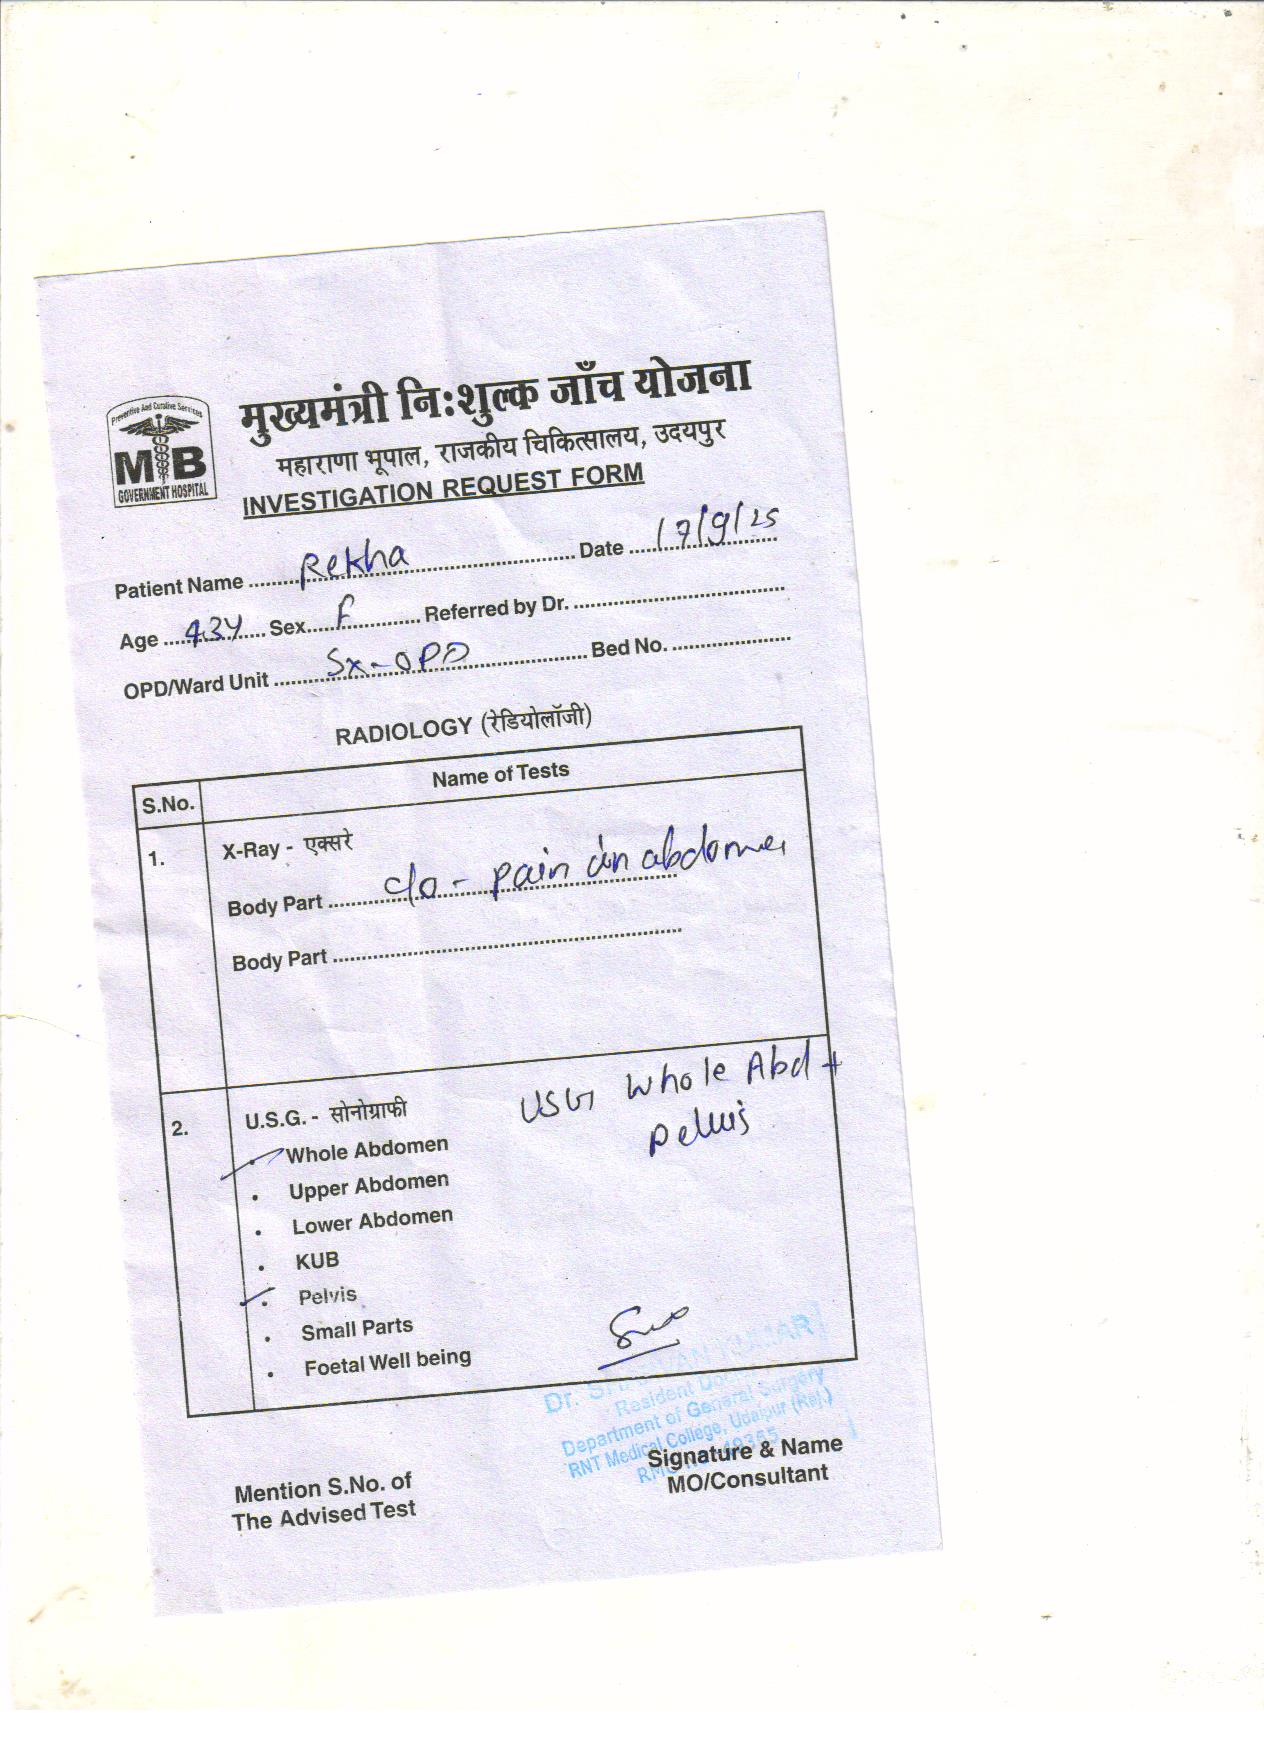 मुख्यमंत्री नि:शुल्क जाँच योजना
Preventive And Curative Services
MB
GOVERNMENT HOSPITAL
महाराणा भूपाल, राजकीय चिकित्सालय, उदयपुर
INVESTIGATION REQUEST FORM
Patient Name ........ Rekha ........ Date ........ 17/9/25
Age ........ 43y ........ Sex ........ F ........ Referred by Dr. ........
OPD/Ward Unit ........ Sx-OPD ........ Bed No. ........
RADIOLOGY (रेडियोलॉजी)
S.No. Name of Tests
1. X-Ray - एक्सरे
Body Part ........ c/o - pain in abdomen
Body Part ........
2. U.S.G. - सोनोग्राफी USG Whole Abd +
Pelvis
• Whole Abdomen
• Upper Abdomen
• Lower Abdomen
• KUB
• Pelvis
• Small Parts
• Foetal Well being
Dr. KUMAR
Resident
Department of General Surgery
RNT Medical College, Udaipur (Raj.)
Mention S.No. of
The Advised Test
Signature & Name
MO/Consultant